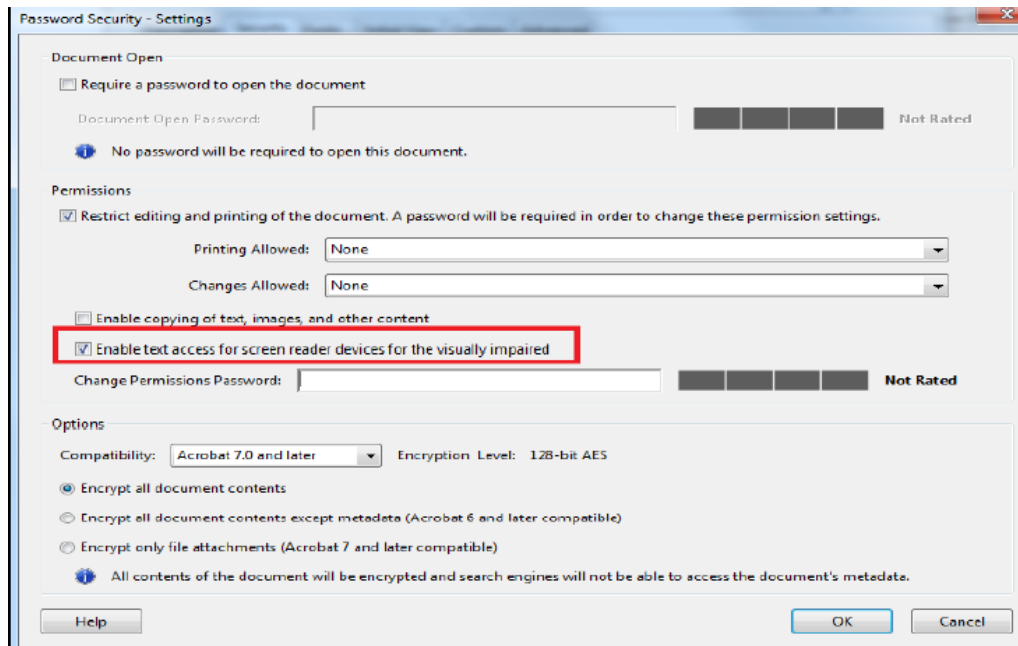 Password Security - Settings
Document Open
Require a password to open the document
Document Open Password:
Not Rated
No password will be required to open this document.
Permissions
Restrict editing and printing of the document. A password will be required in order to change these permission settings.
Printing Allowed: None
Changes Allowed: None
Enable copying of text, images, and other content
Enable text access for screen reader devices for the visually impaired
Change Permissions Password:
Not Rated
Options
Compatibility: Acrobat 7.0 and later Encryption Level: 128-bit AES
Encrypt all document contents
Encrypt all document contents except metadata (Acrobat 6 and later compatible)
Encrypt only file attachments (Acrobat 7 and later compatible)
All contents of the document will be encrypted and search engines will not be able to access the document's metadata.
Help OK Cancel